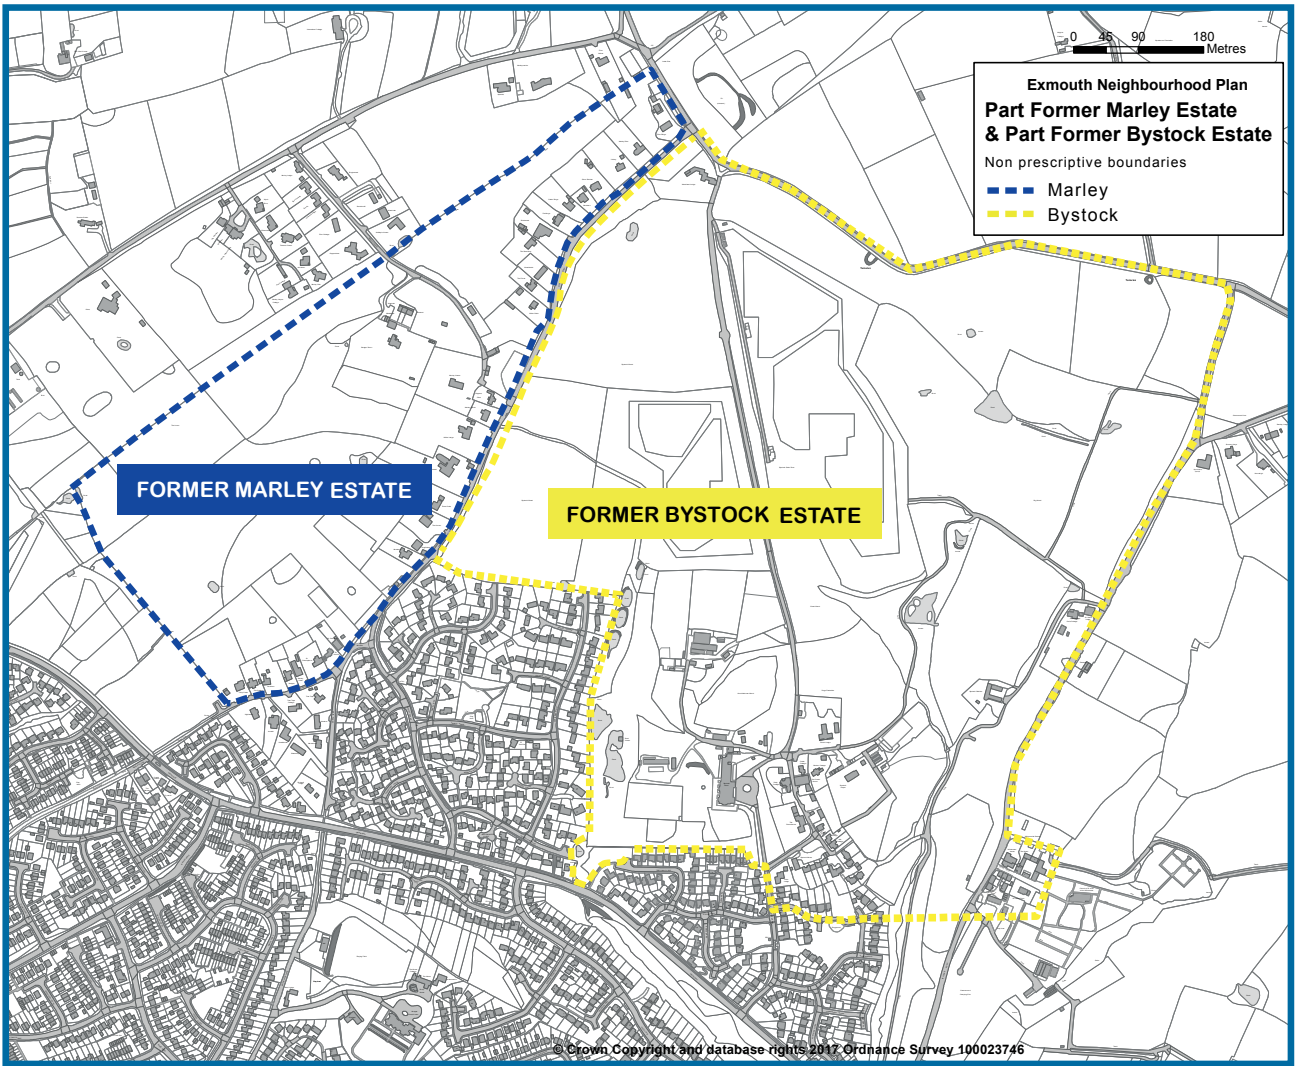 0 45 90 180
Metres
Exmouth Neighbourhood Plan
Part Former Marley Estate
& Part Former Bystock Estate
Non prescriptive boundaries
Marley
Bystock
FORMER MARLEY ESTATE
FORMER BYSTOCK ESTATE
© Crown Copyright and database rights 2017 Ordnance Survey 100023746